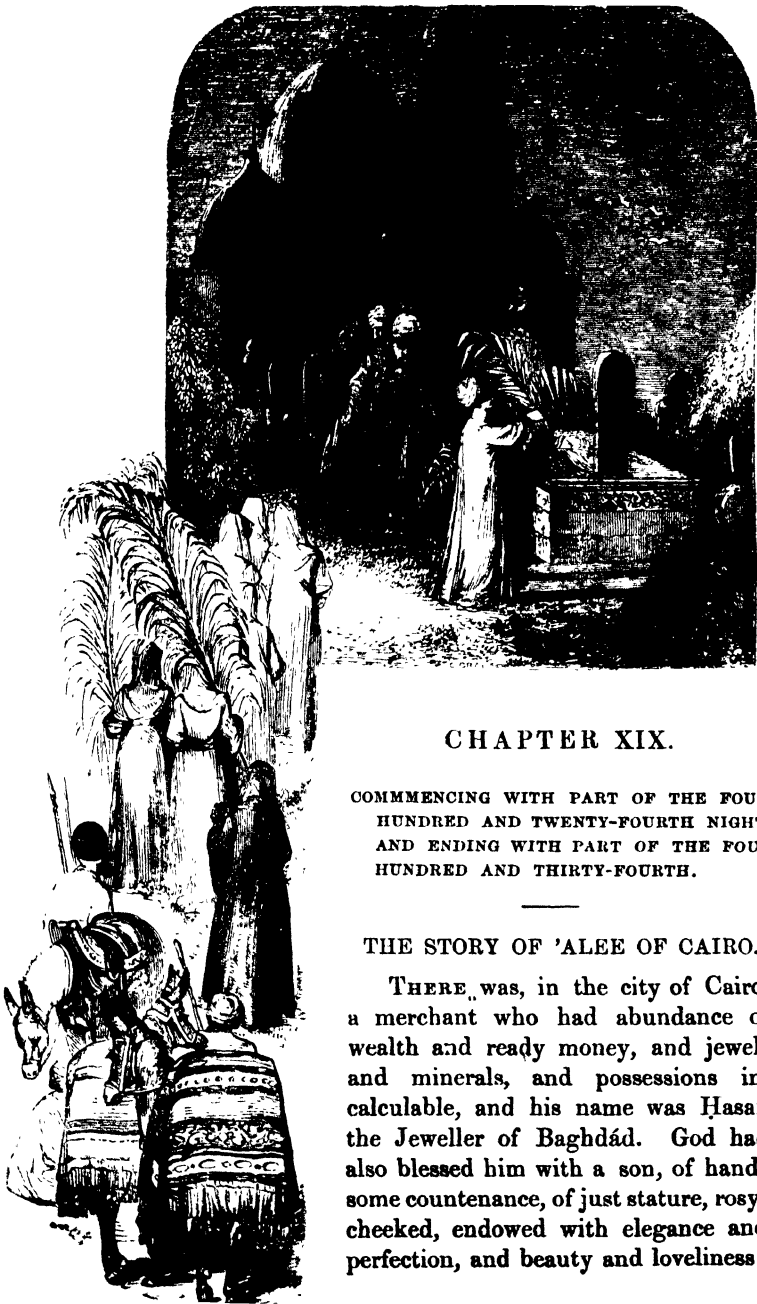 CHAPTER XIX.
COMMMENCING WITH PART OF THE FOU
HUNDRED AND TWENTY-FOURTH NIGH
AND ENDING WITH PART OF THE FOU
HUNDRED AND THIRTY-FOURTH.
THE STORY OF 'ALEE OF CAIRO.
THERE was, in the city of Cairo
a merchant who had abundance o
wealth and ready money, and jewel
and minerals, and possessions in
calculable, and his name was Ḥasa
the Jeweller of Baghdád. God ha
also blessed him with a son, of hand
some countenance, of just stature, rosy
cheeked, endowed with elegance and
perfection, and beauty and loveliness